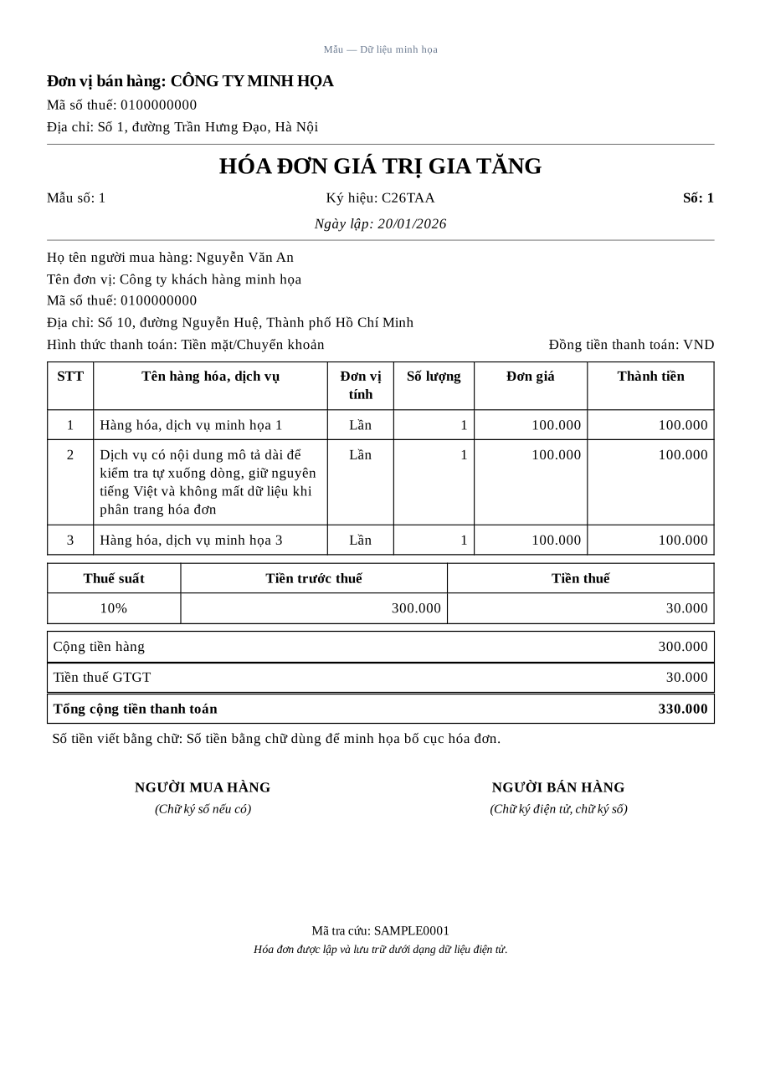 Mẫu — Dữ liệu minh họa
Đơn vị bán hàng: CÔNG TY MINH HỌA
Mã số thuế: 0100000000
Địa chỉ: Số 1, đường Trần Hưng Đạo, Hà Nội
HÓA ĐƠN GIÁ TRỊ GIA TĂNG
Mẫu số: 1 Ký hiệu: C26TAA Số: 1
Ngày lập: 20/01/2026
Họ tên người mua hàng: Nguyễn Văn An
Tên đơn vị: Công ty khách hàng minh họa
Mã số thuế: 0100000000
Địa chỉ: Số 10, đường Nguyễn Huệ, Thành phố Hồ Chí Minh
Hình thức thanh toán: Tiền mặt/Chuyển khoản Đồng tiền thanh toán: VND
STT Tên hàng hóa, dịch vụ Đơn vị Số lượng Đơn giá Thành tiền
tính
1 Hàng hóa, dịch vụ minh họa 1 Lần 1 100.000 100.000
2 Dịch vụ có nội dung mô tả dài để Lần 1 100.000 100.000
kiểm tra tự xuống dòng, giữ nguyên
tiếng Việt và không mất dữ liệu khi
phân trang hóa đơn
3 Hàng hóa, dịch vụ minh họa 3 Lần 1 100.000 100.000
Thuế suất Tiền trước thuế Tiền thuế
10% 300.000 30.000
Cộng tiền hàng 300.000
Tiền thuế GTGT 30.000
Tổng cộng tiền thanh toán 330.000
Số tiền viết bằng chữ: Số tiền bằng chữ dùng để minh họa bố cục hóa đơn.
NGƯỜI MUA HÀNG NGƯỜI BÁN HÀNG
(Chữ ký số nếu có) (Chữ ký điện tử, chữ ký số)
Mã tra cứu: SAMPLE0001
Hóa đơn được lập và lưu trữ dưới dạng dữ liệu điện tử.